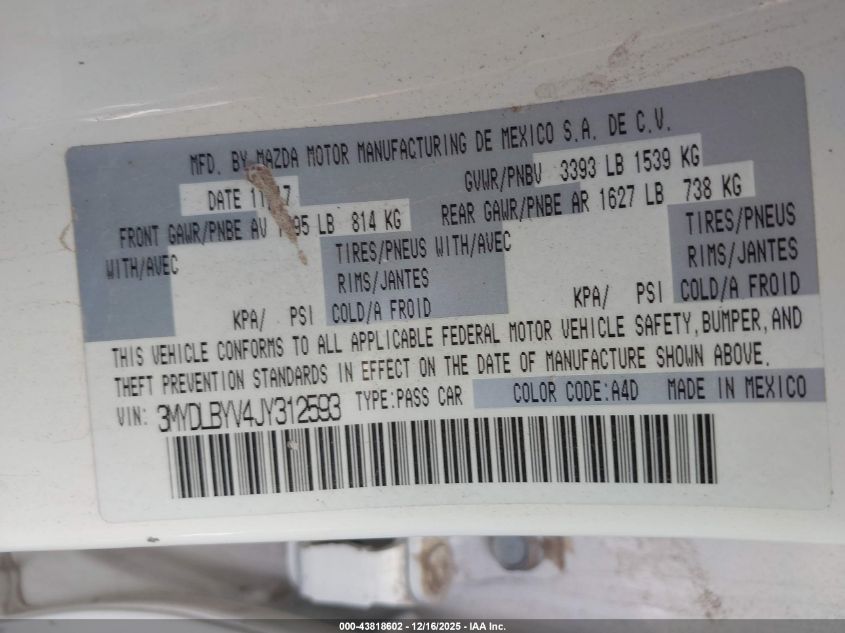 MFD. BY MAZDA MOTOR MANUFACTURING DE MEXICO S.A. DE C.V.
DATE GVWR/PNBV 3393 LB 1539 KG
FRONT GAWR/PNBE AV LB 814 KG REAR GAWR/PNBE AR 1627 LB 738 KG
WITH/AVEC TIRES/PNEUS WITH/AVEC TIRES/PNEUS
RIMS/JANTES RIMS/JANTES
KPA/ PSI COLD/A FROID KPA/ PSI COLD/A FROID
THIS VEHICLE CONFORMS TO ALL APPLICABLE FEDERAL MOTOR VEHICLE SAFETY, BUMPER, AND
THEFT PREVENTION STANDARDS IN EFFECT ON THE DATE OF MANUFACTURE SHOWN ABOVE.
VIN: 3MYDLBYV4JY312593 TYPE:PASS CAR COLOR CODE:A4D MADE IN MEXICO
000-43818602 - 12/16/2025 - IAA Inc.